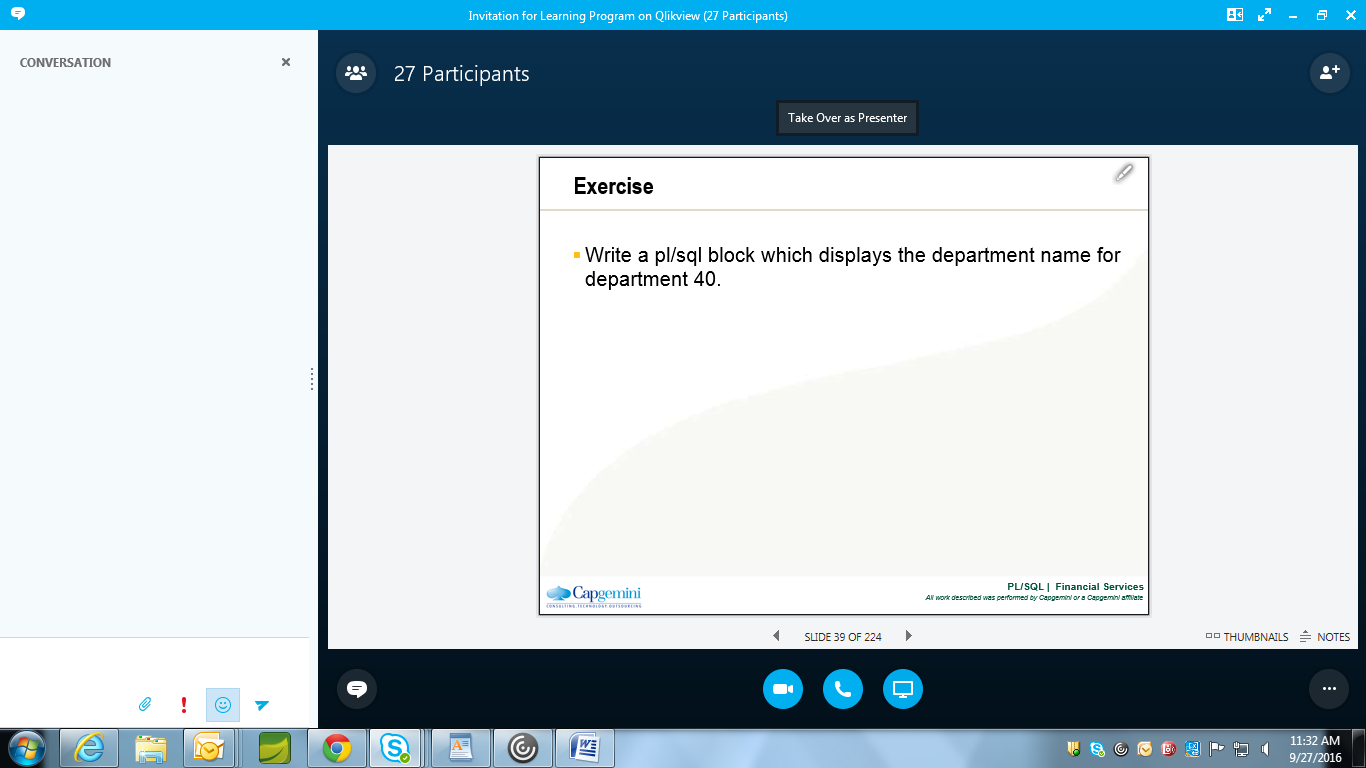 Invitation for Learning Program on Qlikview (27 Participants)
CONVERSATION
27 Participants
Take Over as Presenter
Exercise
Write a pl/sql block which displays the department name for
department 40.
Capgemini
CONSULTING.TECHNOLOGY.OUTSOURCING
PL/SQL | Financial Services
All work described was performed by Capgemini or a Capgemini affiliate
SLIDE 39 OF 224
THUMBNAILS
NOTES
11:32 AM
9/27/2016